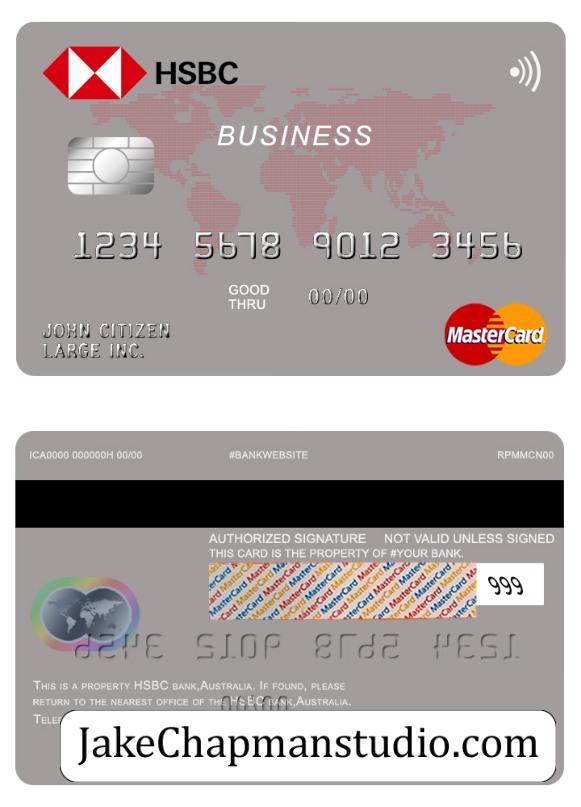 HSBC
BUSINESS
1234 5678 9012 3456
GOOD
THRU 00/00
JOHN CITIZEN
LARGE INC.
MasterCard
ICA0000 000000H 00/00 #BANKWEBSITE RPMMCN00
AUTHORIZED SIGNATURE NOT VALID UNLESS SIGNED
THIS CARD IS THE PROPERTY OF #YOUR BANK.
999
THIS IS A PROPERTY HSBC BANK,AUSTRALIA. IF FOUND, PLEASE
RETURN TO THE NEAREST OFFICE OF THE HSBC BANK,AUSTRALIA.
JakeChapmanstudio.com